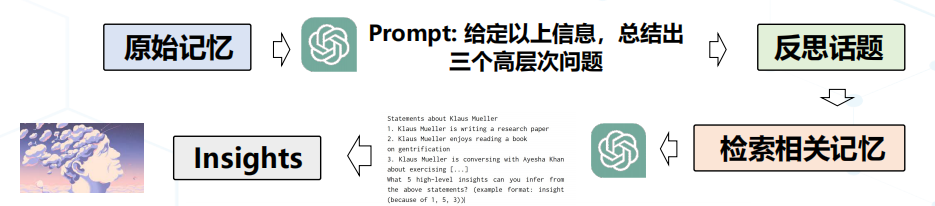 原始记忆
Prompt: 给定以上信息，总结出
三个高层次问题
反思话题
检索相关记忆
Statements about Klaus Mueller
1. Klaus Mueller is writing a research paper
2. Klaus Mueller enjoys reading a book
on gentrification
3. Klaus Mueller is conversing with Ayesha Khan
about exercising [...]
What 5 high-level insights can you infer from
the above statements? (example format: insight
(because of 1, 5, 3))
Insights